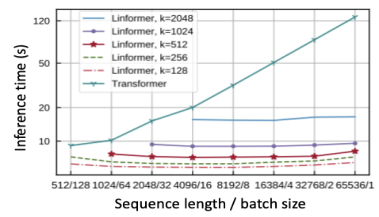 Inference time (s)
120
50
20
10
Linformer, k=2048
Linformer, k=1024
Linformer, k=512
Linformer, k=256
Linformer, k=128
Transformer
512/128 1024/64 2048/32 4096/16 8192/8 16384/4 32768/2 65536/1
Sequence length / batch size